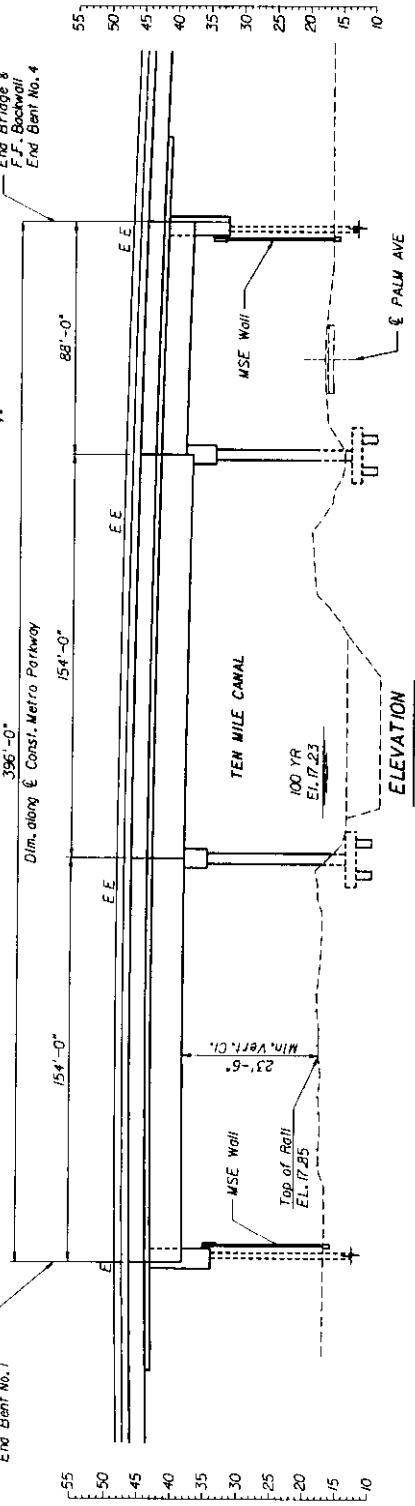 End Bent No. 1
396'-0"
Dim. along ℄ Const. Metro Parkway
End Bridge &
F.F. Backwall
End Bent No. 4
154'-0"
154'-0"
88'-0"
E
E E
E E
E E
55
50
45
40
35
30
25
20
15
10
MSE Wall
Top of Rail
EL. 17.85
23'-6"
Min. Vert. Cl.
TEN MILE CANAL
100 YR
El. 17.23
MSE Wall
℄ PALM AVE
55
50
45
40
35
30
25
20
15
10
ELEVATION